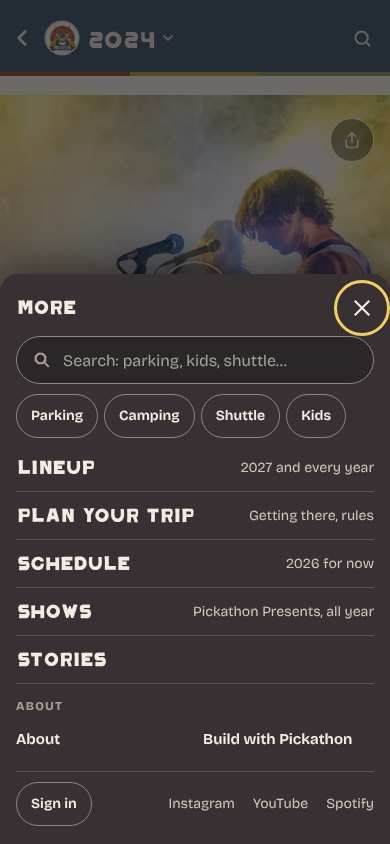 2024
MORE
Search: parking, kids, shuttle...
Parking Camping Shuttle Kids
LINEUP 2027 and every year
PLAN YOUR TRIP Getting there, rules
SCHEDULE 2026 for now
SHOWS Pickathon Presents, all year
STORIES
ABOUT
About Build with Pickathon
Sign in Instagram YouTube Spotify